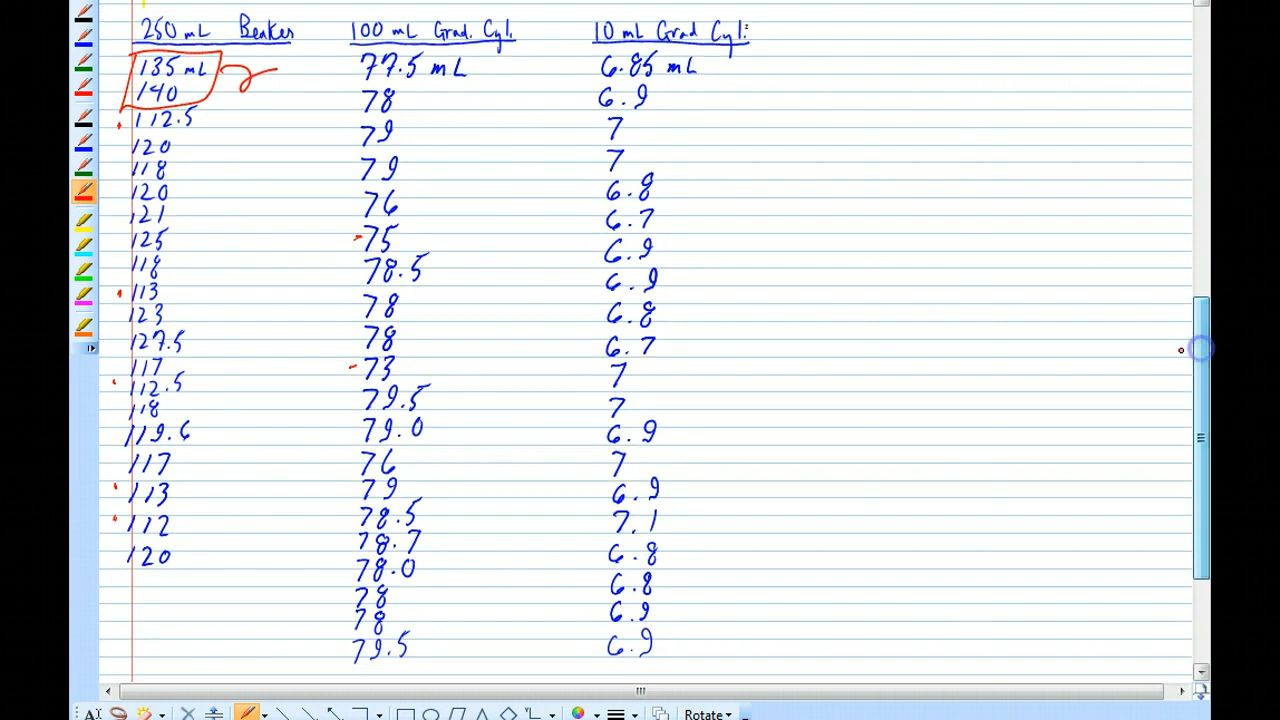 250 mL Beaker 100 mL Grad. Cyl. 10 mL Grad Cyl.
135 mL 77.5 mL 6.85 mL
140 78 6.9
112.5 79 7
120 79 7
118 76 6.8
120 75 6.7
121 78.5 6.9
125 78 6.9
118 78 6.8
113 73 6.7
123 79.5 7
127.5 79.0 7
117 76 6.9
112.5 79 7
118 78.5 6.9
119.6 78.7 7.1
117 78.0 6.8
113 78 6.8
112 78 6.9
120 79.5 6.9
A Rotate